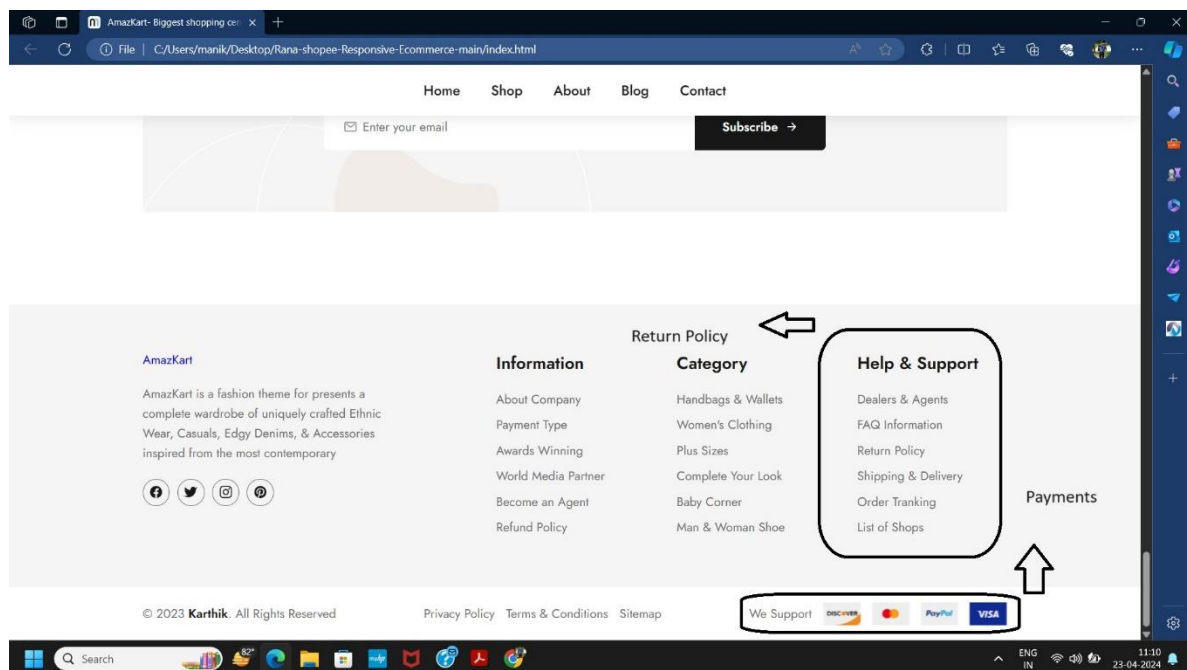 AmazKart- Biggest shopping cen
File | C:/Users/manik/Desktop/Rana-shopee-Responsive-Ecommerce-main/index.html
Home Shop About Blog Contact
Enter your email
Subscribe →
Return Policy
AmazKart
AmazKart is a fashion theme for presents a
complete wardrobe of uniquely crafted Ethnic
Wear, Casuals, Edgy Denims, & Accessories
inspired from the most contemporary
Information
About Company
Payment Type
Awards Winning
World Media Partner
Become an Agent
Refund Policy
Category
Handbags & Wallets
Women's Clothing
Plus Sizes
Complete Your Look
Baby Corner
Man & Woman Shoe
Help & Support
Dealers & Agents
FAQ Information
Return Policy
Shipping & Delivery
Order Tranking
List of Shops
Payments
© 2023 Karthik. All Rights Reserved
Privacy Policy Terms & Conditions Sitemap
We Support DISCOVER PayPal VISA
Search
82°
ENG
IN
11:10
23-04-2024